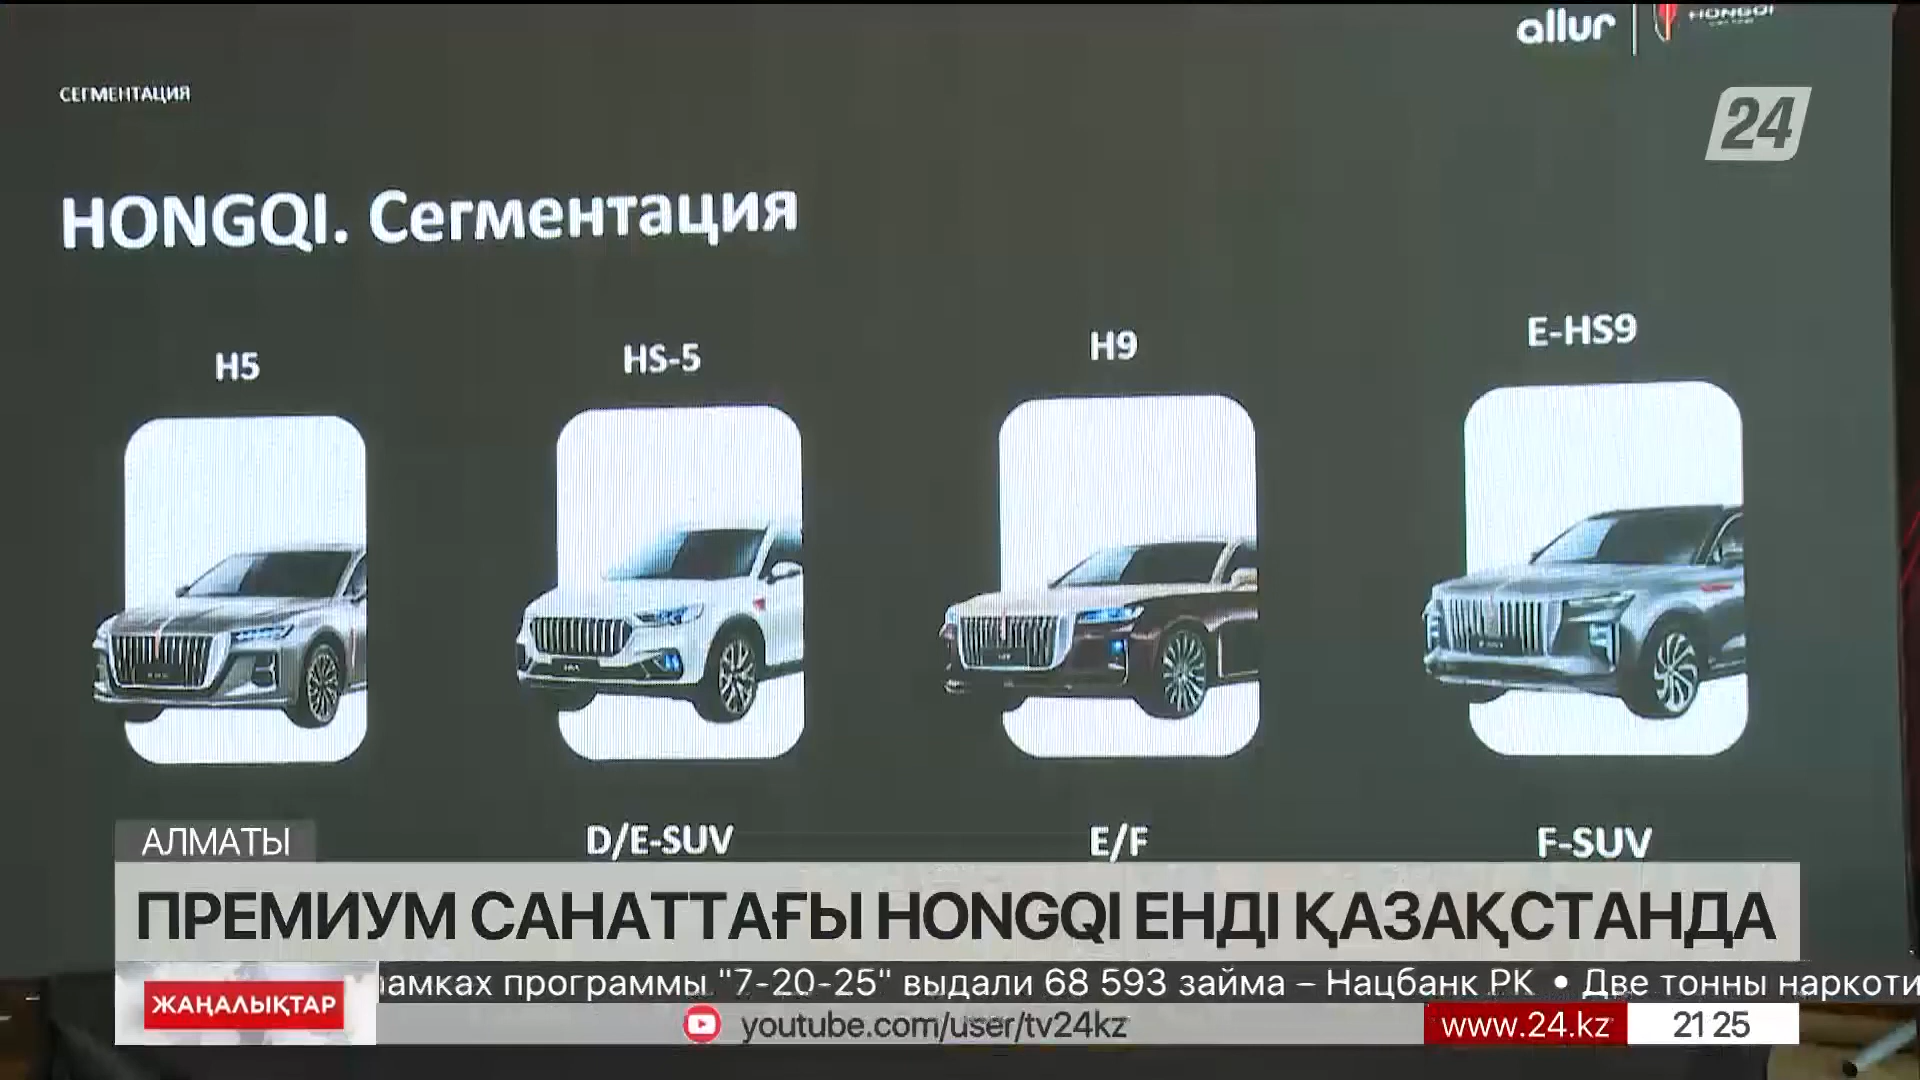 allur
HONGQI
24
СЕГМЕНТАЦИЯ
HONGQI. Сегментация
H5
HS-5
H9
E-HS9
D/E-SUV
E/F
F-SUV
АЛМАТЫ
ПРЕМИУМ САНАТТАҒЫ HONGQI ЕНДІ ҚАЗАҚСТАНДА
ЖАҢАЛЫҚТАР
программы "7-20-25" выдали 68 593 займа – Нацбанк РК • Две тонны
youtube.com/user/tv24kz
www.24.kz
21 25